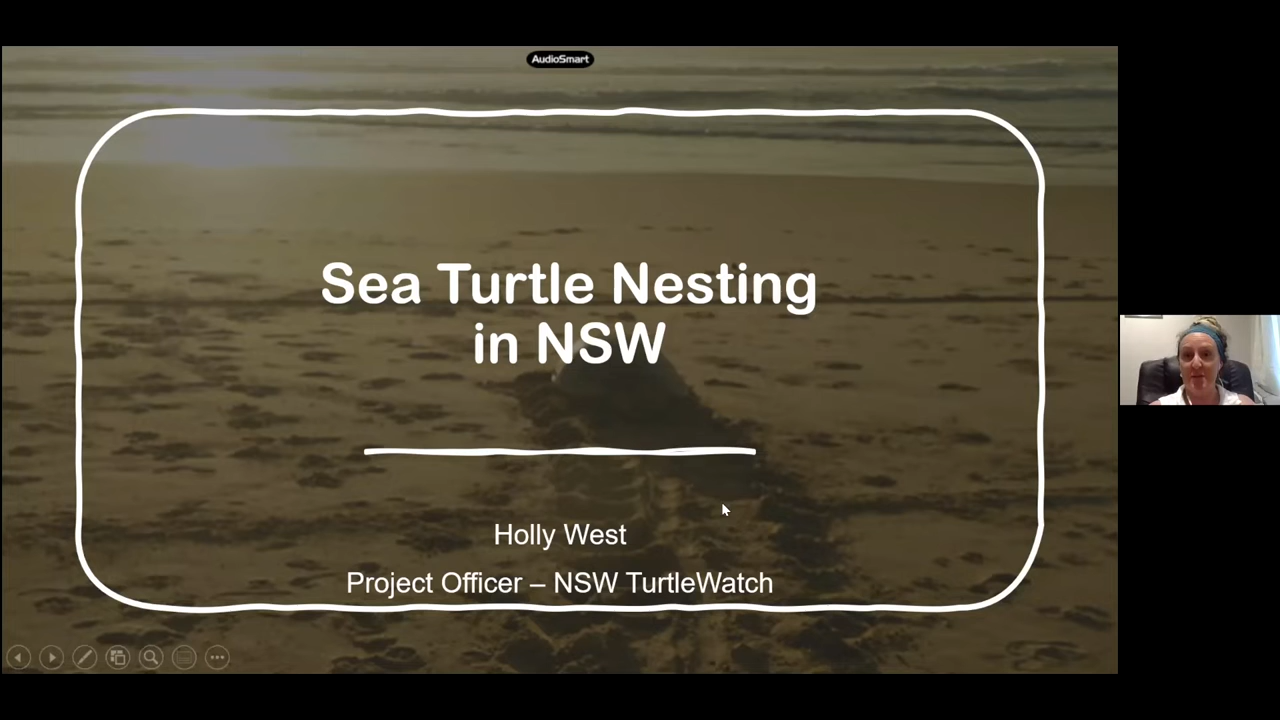 AudioSmart
Sea Turtle Nesting
in NSW
Holly West
Project Officer – NSW TurtleWatch